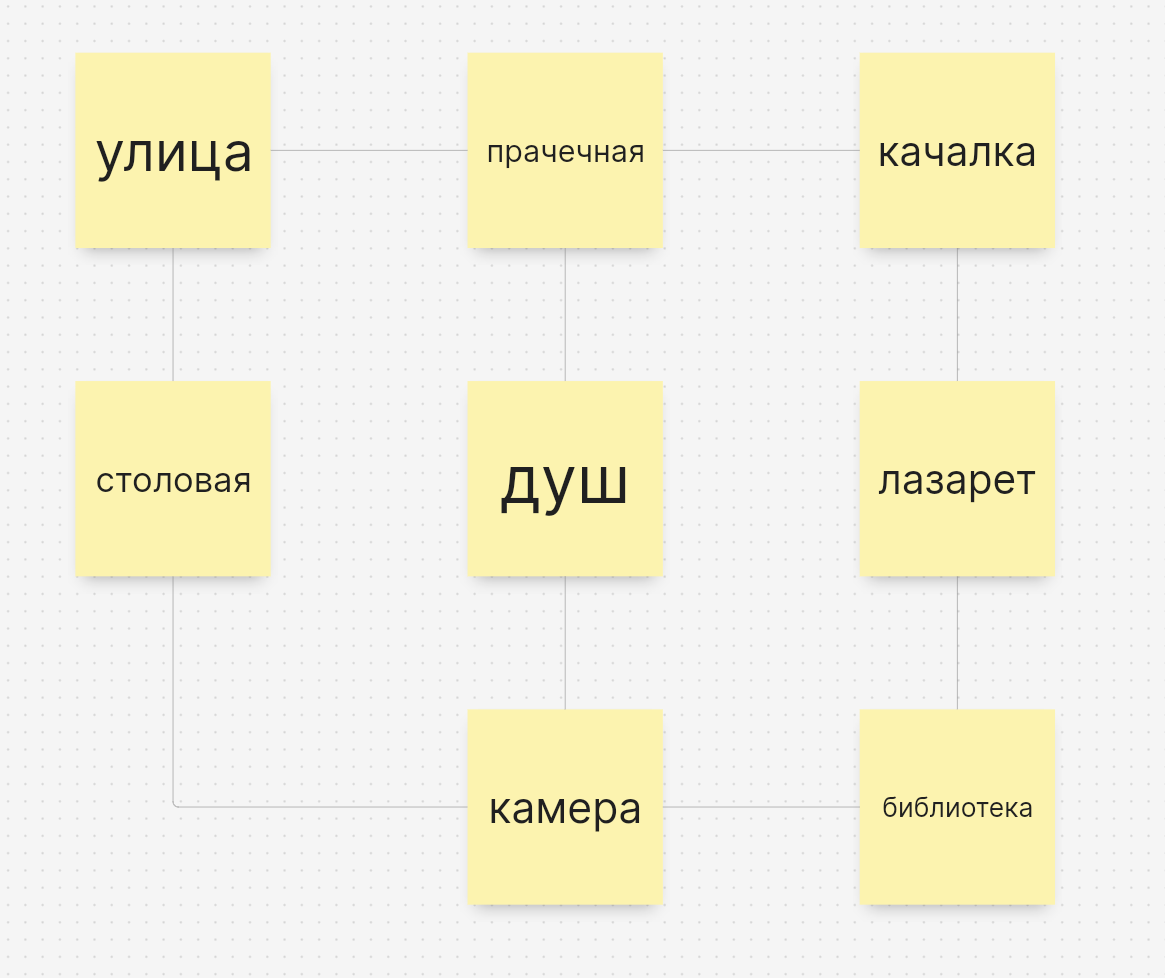 улица
прачечная
качалка
столовая
душ
лазарет
камера
библиотека